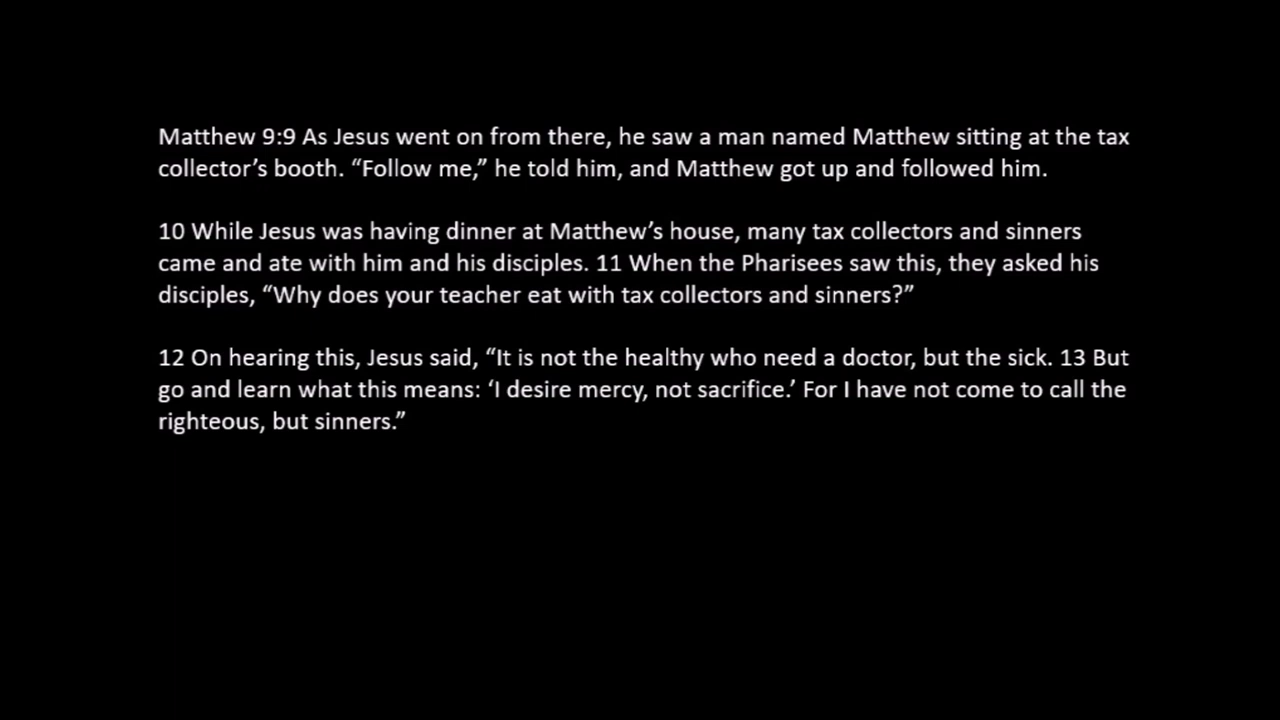 Matthew 9:9 As Jesus went on from there, he saw a man named Matthew sitting at the tax
collector’s booth. “Follow me,” he told him, and Matthew got up and followed him.
10 While Jesus was having dinner at Matthew’s house, many tax collectors and sinners
came and ate with him and his disciples. 11 When the Pharisees saw this, they asked his
disciples, “Why does your teacher eat with tax collectors and sinners?”
12 On hearing this, Jesus said, “It is not the healthy who need a doctor, but the sick. 13 But
go and learn what this means: ‘I desire mercy, not sacrifice.’ For I have not come to call the
righteous, but sinners.”